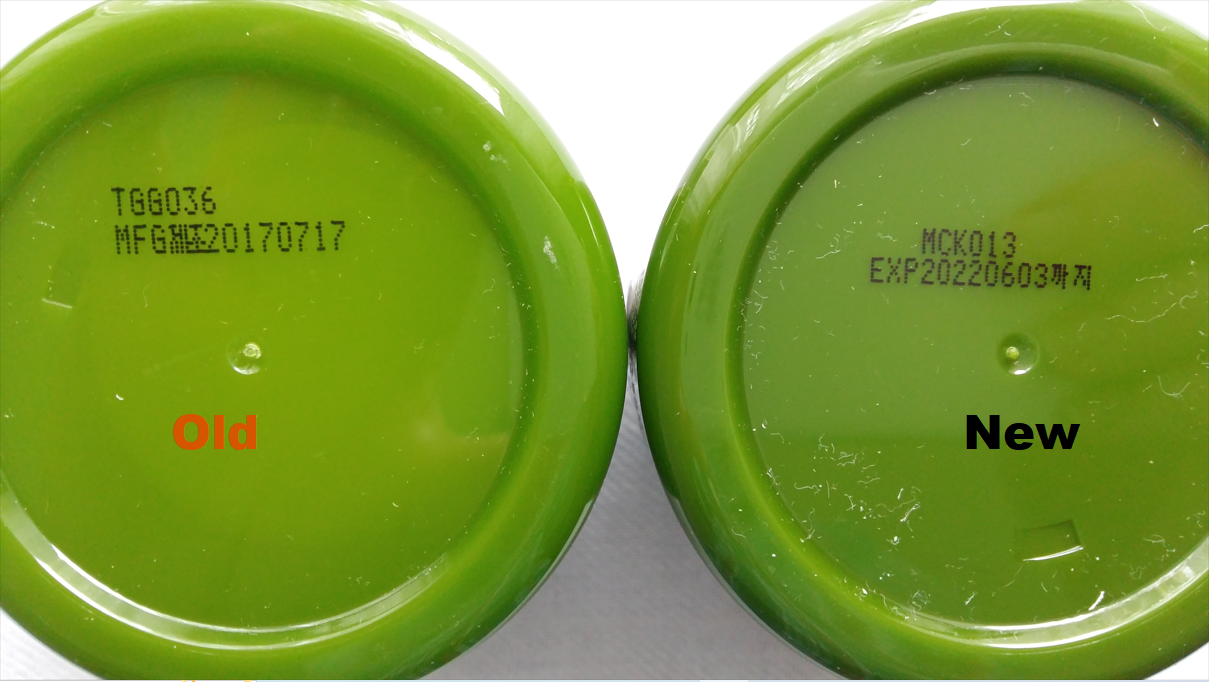 TGG036
MFG제조20170717
Old
MCK013
EXP20220603까지
New